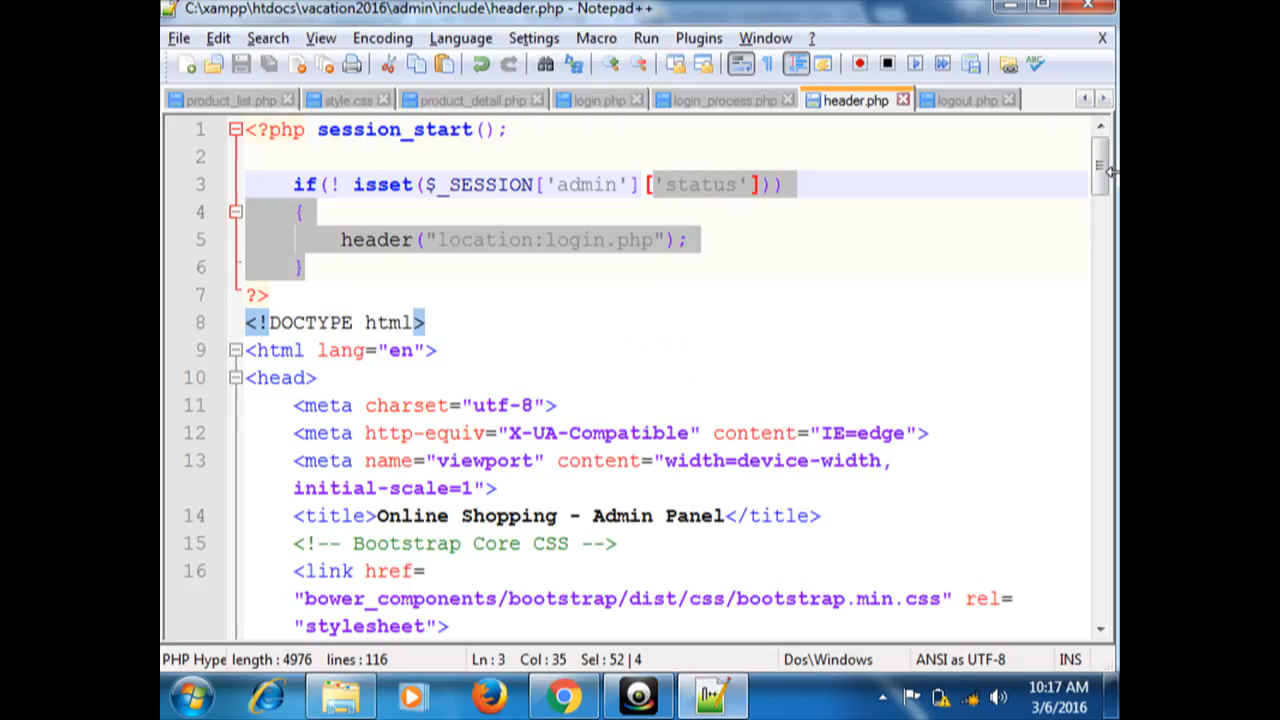 C:\xampp\htdocs\vacation2016\admin\include\header.php - Notepad++
File Edit Search View Encoding Language Settings Macro Run Plugins Window ? X
product_list.php style.css product_detail.php login.php login_process.php header.php logout.php
1 <?php session_start();
2
3 if(! isset($_SESSION['admin']['status']))
4 {
5 header("location:login.php");
6 }
7 ?>
8 <!DOCTYPE html>
9 <html lang="en">
10 <head>
11 <meta charset="utf-8">
12 <meta http-equiv="X-UA-Compatible" content="IE=edge">
13 <meta name="viewport" content="width=device-width,
initial-scale=1">
14 <title>Online Shopping - Admin Panel</title>
15 <!-- Bootstrap Core CSS -->
16 <link href=
"bower_components/bootstrap/dist/css/bootstrap.min.css" rel=
"stylesheet">
PHP Hype length : 4976 lines : 116 Ln : 3 Col : 35 Sel : 52 | 4 Dos\Windows ANSI as UTF-8 INS
10:17 AM
3/6/2016